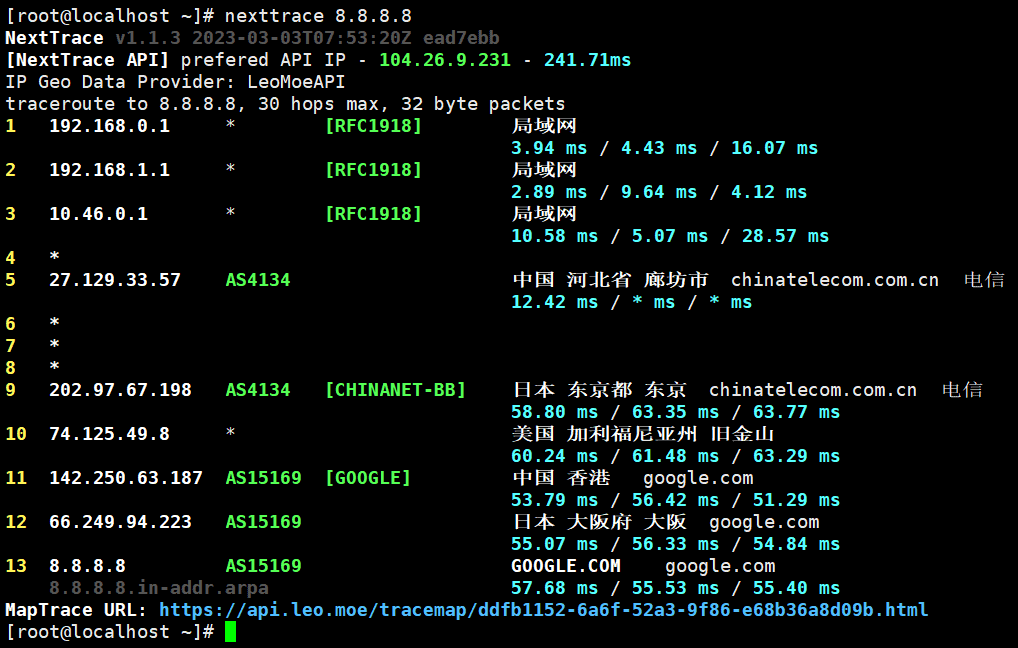 [root@localhost ~]# nexttrace 8.8.8.8
NextTrace v1.1.3 2023-03-03T07:53:20Z ead7ebb
[NextTrace API] prefered API IP - 104.26.9.231 - 241.71ms
IP Geo Data Provider: LeoMoeAPI
traceroute to 8.8.8.8, 30 hops max, 32 byte packets
1 192.168.0.1 * [RFC1918] 局域网
3.94 ms / 4.43 ms / 16.07 ms
2 192.168.1.1 * [RFC1918] 局域网
2.89 ms / 9.64 ms / 4.12 ms
3 10.46.0.1 * [RFC1918] 局域网
10.58 ms / 5.07 ms / 28.57 ms
4 *
5 27.129.33.57 AS4134 中国 河北省 廊坊市 chinatelecom.com.cn 电信
12.42 ms / * ms / * ms
6 *
7 *
8 *
9 202.97.67.198 AS4134 [CHINANET-BB] 日本 东京都 东京 chinatelecom.com.cn 电信
58.80 ms / 63.35 ms / 63.77 ms
10 74.125.49.8 * 美国 加利福尼亚州 旧金山
60.24 ms / 61.48 ms / 63.29 ms
11 142.250.63.187 AS15169 [GOOGLE] 中国 香港 google.com
53.79 ms / 56.42 ms / 51.29 ms
12 66.249.94.223 AS15169 日本 大阪府 大阪 google.com
55.07 ms / 56.33 ms / 54.84 ms
13 8.8.8.8 AS15169 GOOGLE.COM google.com
8.8.8.8.in-addr.arpa 57.68 ms / 55.53 ms / 55.40 ms
MapTrace URL: https://api.leo.moe/tracemap/ddfb1152-6a6f-52a3-9f86-e68b36a8d09b.html
[root@localhost ~]#